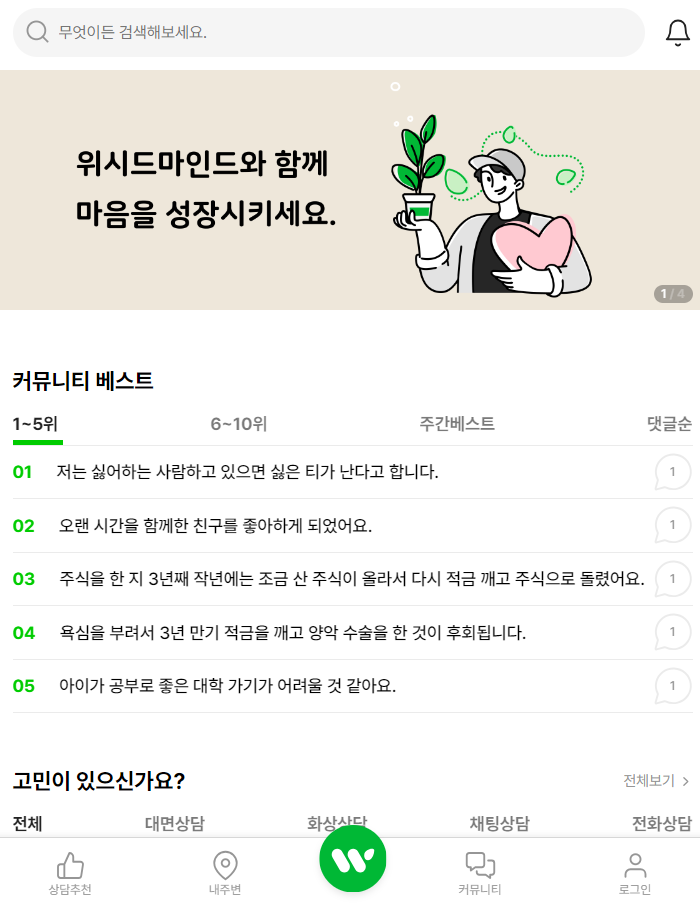 무엇이든 검색해보세요.
위시드마인드와 함께
마음을 성장시키세요.
1 / 4
커뮤니티 베스트
1~5위 6~10위 주간베스트 댓글순
01 저는 싫어하는 사람하고 있으면 싫은 티가 난다고 합니다. 1
02 오랜 시간을 함께한 친구를 좋아하게 되었어요. 1
03 주식을 한 지 3년째 작년에는 조금 산 주식이 올라서 다시 적금 깨고 주식으로 돌렸어요. 1
04 욕심을 부려서 3년 만기 적금을 깨고 양악 수술을 한 것이 후회됩니다. 1
05 아이가 공부로 좋은 대학 가기가 어려울 것 같아요. 1
고민이 있으신가요? 전체보기 >
전체 대면상담 화상상담 채팅상담 전화상담
상담추천 내주변 커뮤니티 로그인